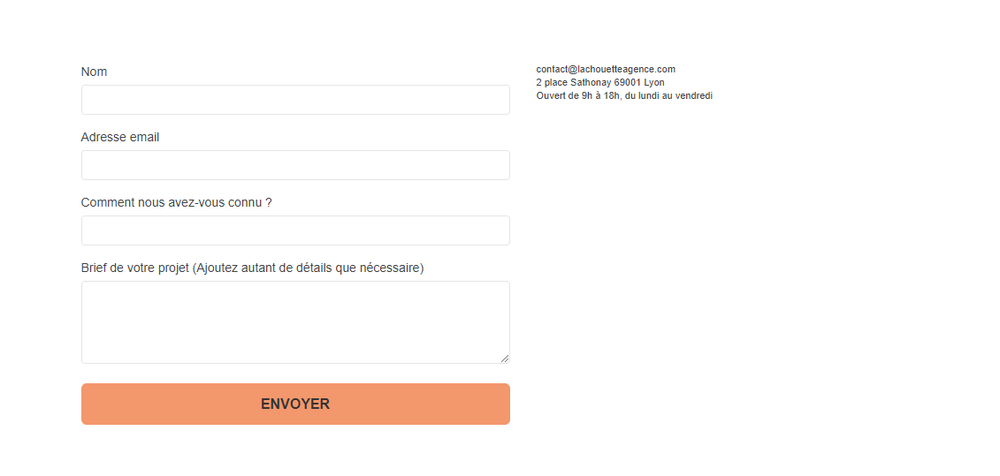 Nom
Adresse email
Comment nous avez-vous connu ?
Brief de votre projet (Ajoutez autant de détails que nécessaire)
ENVOYER
contact@lachouetteagence.com
2 place Sathonay 69001 Lyon
Ouvert de 9h à 18h, du lundi au vendredi